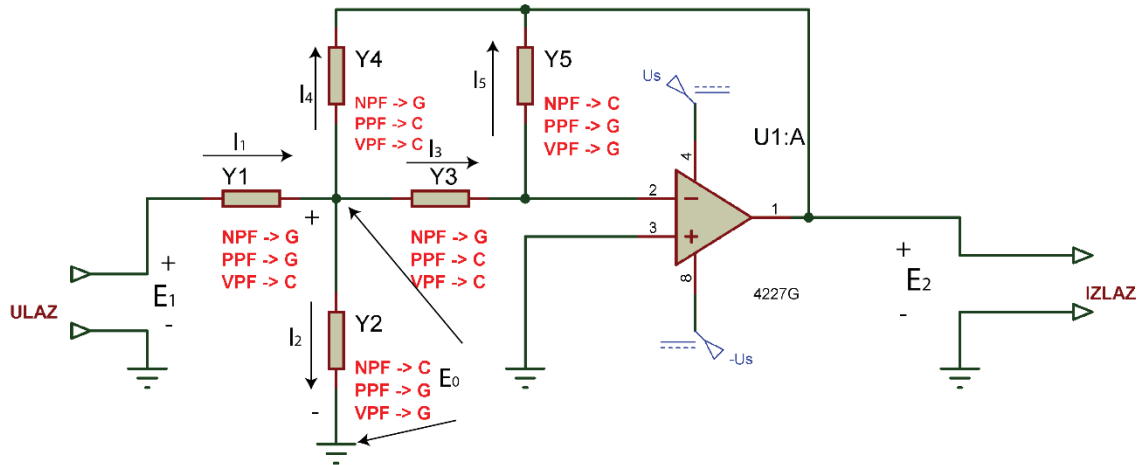 Y4
I4
NPF -> G
PPF -> C
VPF -> C
Y5
I5
NPF -> C
PPF -> G
VPF -> G
Us
4
U1:A
I1
Y1
I3
Y3
+
NPF -> G
PPF -> G
VPF -> C
NPF -> G
PPF -> C
VPF -> C
2
3
1
8
4227G
-Us
ULAZ
+
E1
-
I2
Y2
NPF -> C
PPF -> G
VPF -> G
-
E0
+
E2
-
IZLAZ